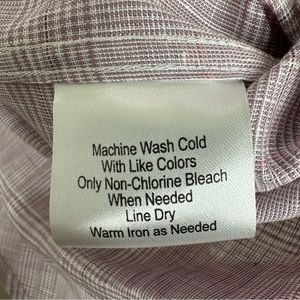 Machine Wash Cold
With Like Colors
Only Non-Chlorine Bleach
When Needed
Line Dry
Warm Iron as Needed